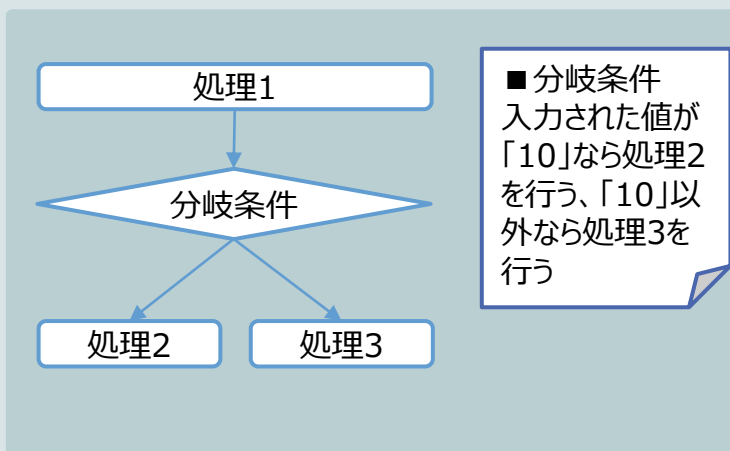 処理1
分岐条件
処理2
処理3
■分岐条件
入力された値が
「10」なら処理2
を行う、「10」以
外なら処理3を
行う